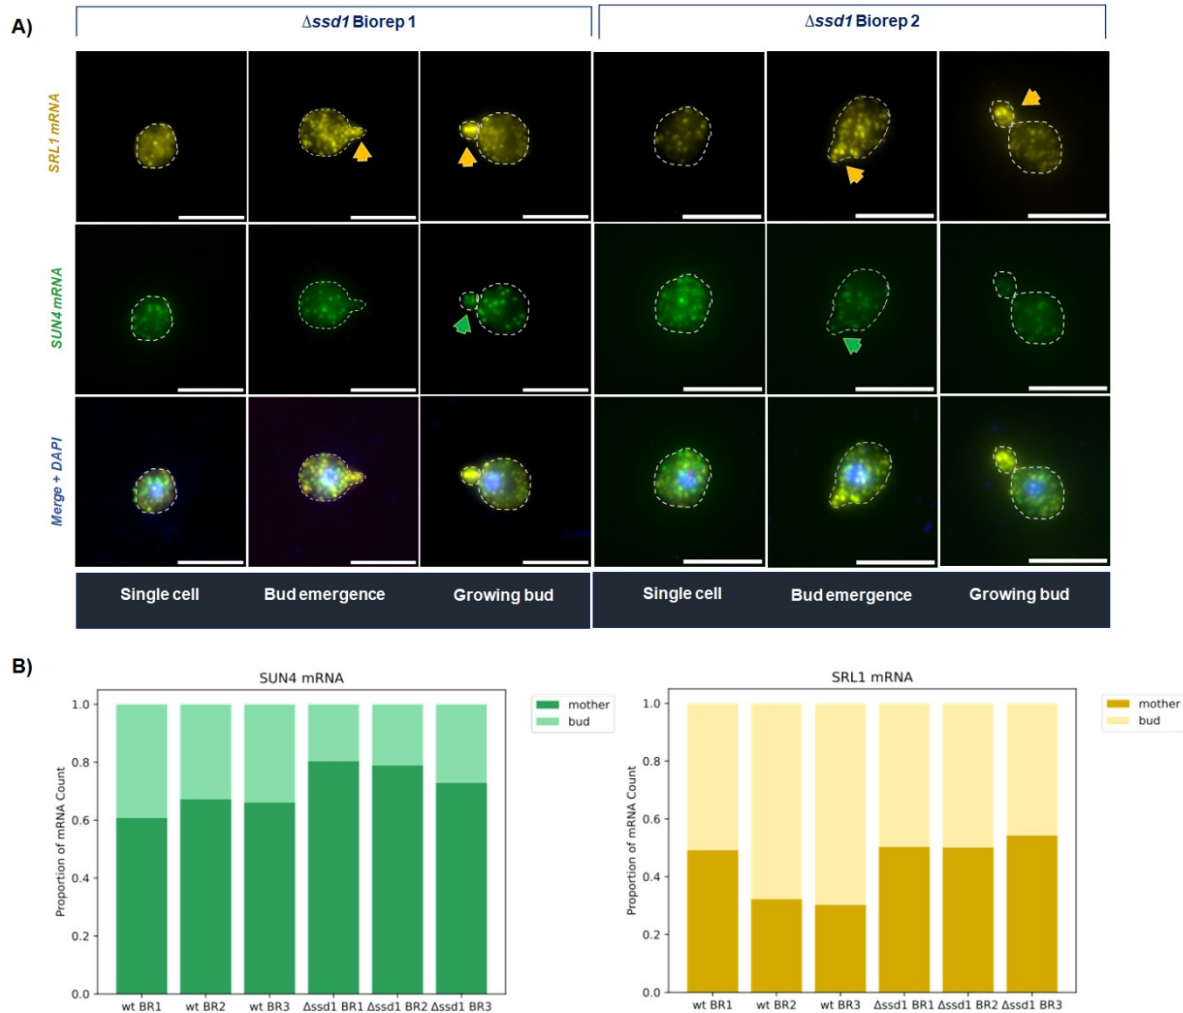 A)
Δssd1 Biorep 1
Δssd1 Biorep 2
SRL1 mRNA
SUN4 mRNA
Merge + DAPI
Single cell
Bud emergence
Growing bud
Single cell
Bud emergence
Growing bud
B)
SUN4 mRNA
mother
bud
Proportion of mRNA Count
1.0
0.8
0.6
0.4
0.2
0.0
wt BR1
wt BR2
wt BR3
Δssd1 BR1
Δssd1 BR2
Δssd1 BR3
SRL1 mRNA
mother
bud
Proportion of mRNA Count
1.0
0.8
0.6
0.4
0.2
0.0
wt BR1
wt BR2
wt BR3
Δssd1 BR1
Δssd1 BR2
Δssd1 BR3